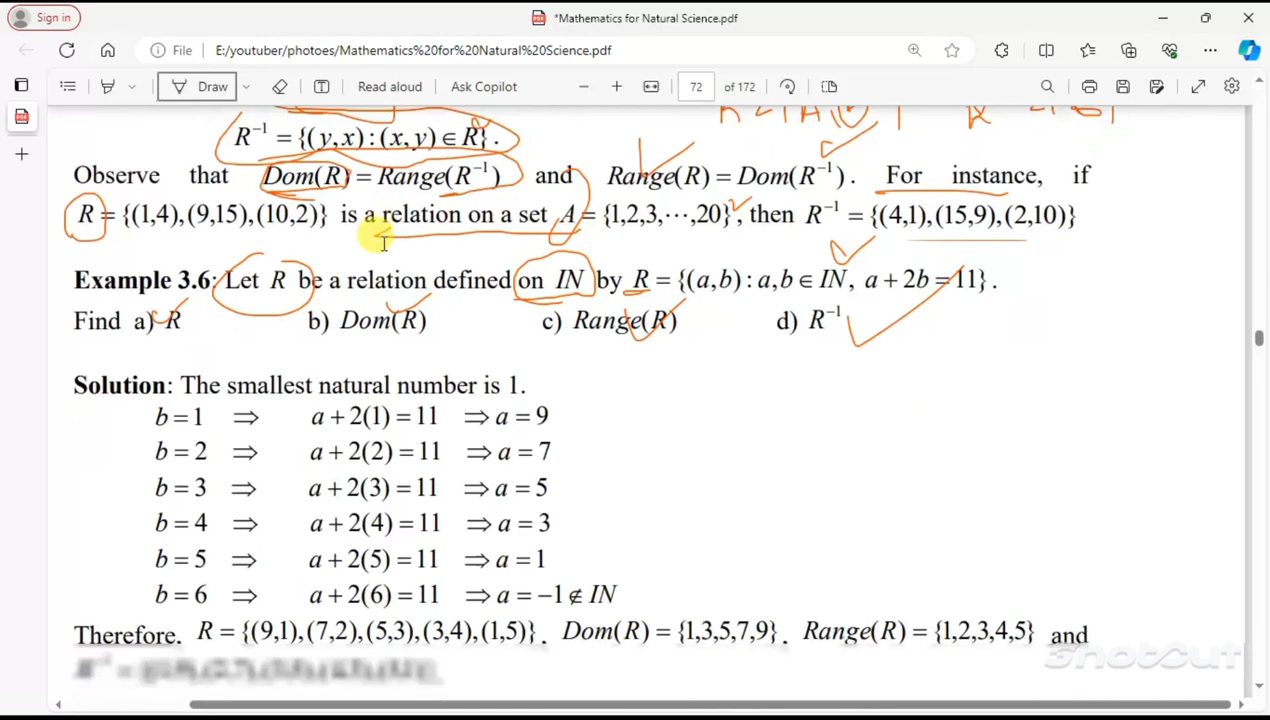 Sign in
*Mathematics for Natural Science.pdf
File E:/youtuber/photoes/Mathematics%20for%20Natural%20Science.pdf
Draw Read aloud Ask Copilot 72 of 172
R⁻¹ = {(y,x) : (x,y) ∈ R}.
Observe that Dom(R) = Range(R⁻¹) and Range(R) = Dom(R⁻¹). For instance, if
R = {(1,4),(9,15),(10,2)} is a relation on a set A = {1,2,3,⋯,20}, then R⁻¹ = {(4,1),(15,9),(2,10)}
Example 3.6: Let R be a relation defined on IN by R = {(a,b) : a,b ∈ IN, a + 2b = 11}.
Find a) R b) Dom(R) c) Range(R) d) R⁻¹
Solution: The smallest natural number is 1.
b = 1 ⇒ a + 2(1) = 11 ⇒ a = 9
b = 2 ⇒ a + 2(2) = 11 ⇒ a = 7
b = 3 ⇒ a + 2(3) = 11 ⇒ a = 5
b = 4 ⇒ a + 2(4) = 11 ⇒ a = 3
b = 5 ⇒ a + 2(5) = 11 ⇒ a = 1
b = 6 ⇒ a + 2(6) = 11 ⇒ a = −1 ∉ IN
Therefore, R = {(9,1),(7,2),(5,3),(3,4),(1,5)}, Dom(R) = {1,3,5,7,9}, Range(R) = {1,2,3,4,5} and